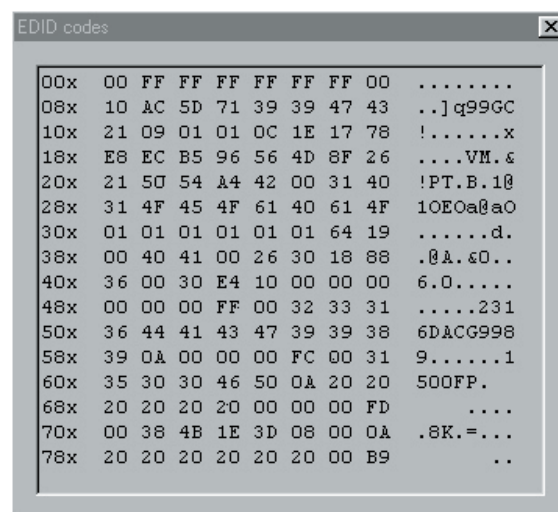 EDID codes
00x 00 FF FF FF FF FF FF 00 ........
08x 10 AC 5D 71 39 39 47 43 ..]q99GC
10x 21 09 01 01 0C 1E 17 78 !......x
18x E8 EC B5 96 56 4D 8F 26 ....VM.&
20x 21 50 54 A4 42 00 31 40 !PT.B.1@
28x 31 4F 45 4F 61 40 61 4F 1OEOa@aO
30x 01 01 01 01 01 01 64 19 ......d.
38x 00 40 41 00 26 30 18 88 .@A.&0..
40x 36 00 30 E4 10 00 00 00 6.0.....
48x 00 00 00 FF 00 32 33 31 .....231
50x 36 44 41 43 47 39 39 38 6DACG998
58x 39 0A 00 00 00 FC 00 31 9......1
60x 35 30 30 46 50 0A 20 20 500FP.
68x 20 20 20 20 00 00 00 FD ....
70x 00 38 4B 1E 3D 08 00 0A .8K.=...
78x 20 20 20 20 20 20 00 B9 ..